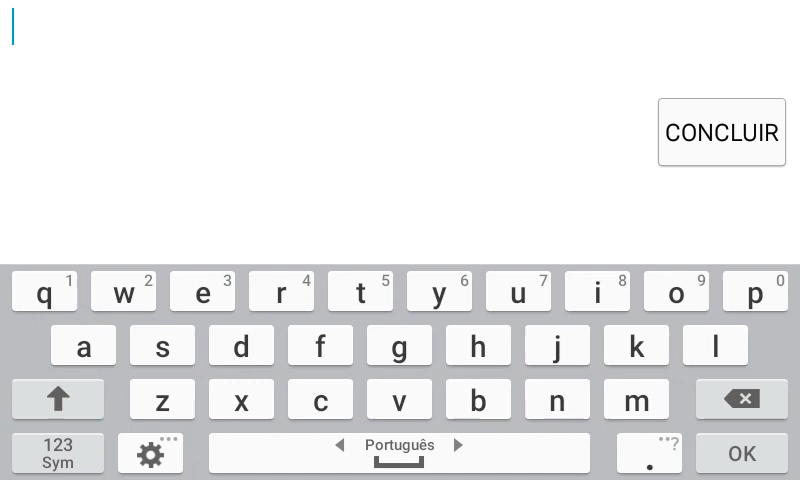 CONCLUIR
q 1 w 2 e 3 r 4 t 5 y 6 u 7 i 8 o 9 p 0
a s d f g h j k l
z x c v b n m
123 Sym ... Português . ..? OK